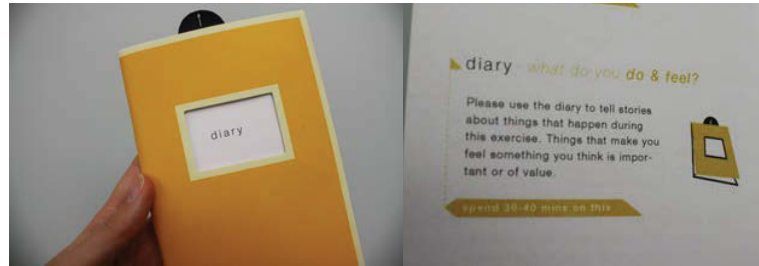 diary
diary what do you do & feel?
Please use the diary to tell stories
about things that happen during
this exercise. Things that make you
feel something you think is impor-
tant or of value.
spend 30-40 mins on this